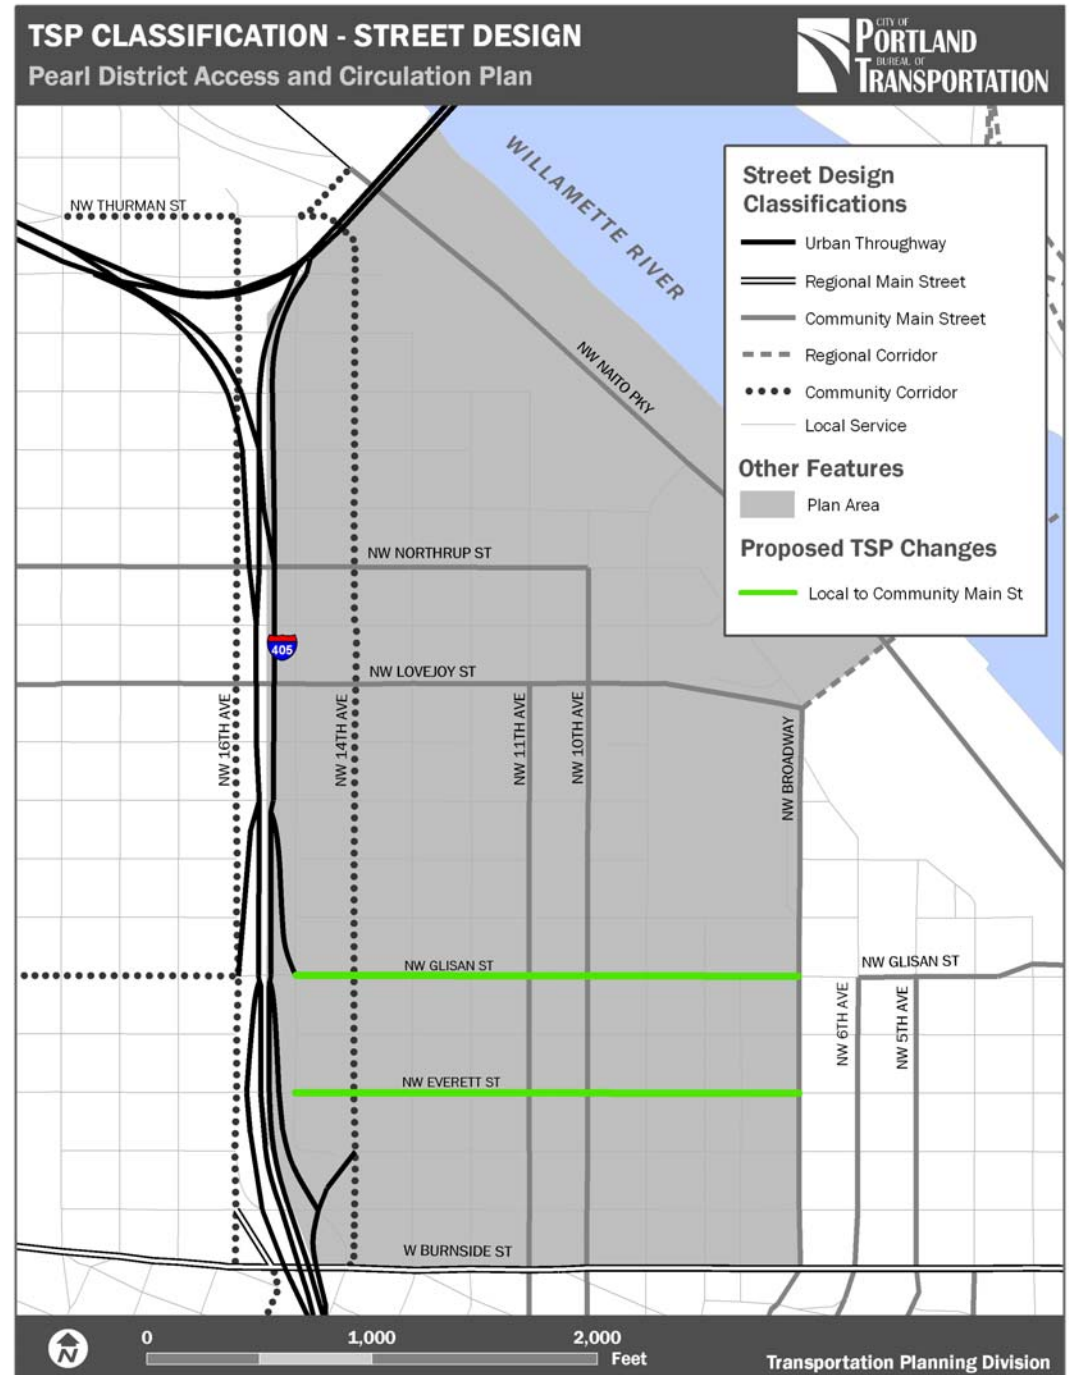 TSP CLASSIFICATION - STREET DESIGN
Pearl District Access and Circulation Plan
CITY OF
PORTLAND
BUREAU OF
TRANSPORTATION
WILLAMETTE RIVER
NW THURMAN ST
NW NAITO PKY
Street Design
Classifications
Urban Throughway
Regional Main Street
Community Main Street
Regional Corridor
Community Corridor
Local Service
Other Features
Plan Area
Proposed TSP Changes
Local to Community Main St
NW NORTHRUP ST
405
NW LOVEJOY ST
NW 16TH AVE
NW 14TH AVE
NW 11TH AVE
NW 10TH AVE
NW BROADWAY
NW GLISAN ST
NW GLISAN ST
NW 6TH AVE
NW 5TH AVE
NW EVERETT ST
W BURNSIDE ST
N
0 1,000 2,000
Feet
Transportation Planning Division